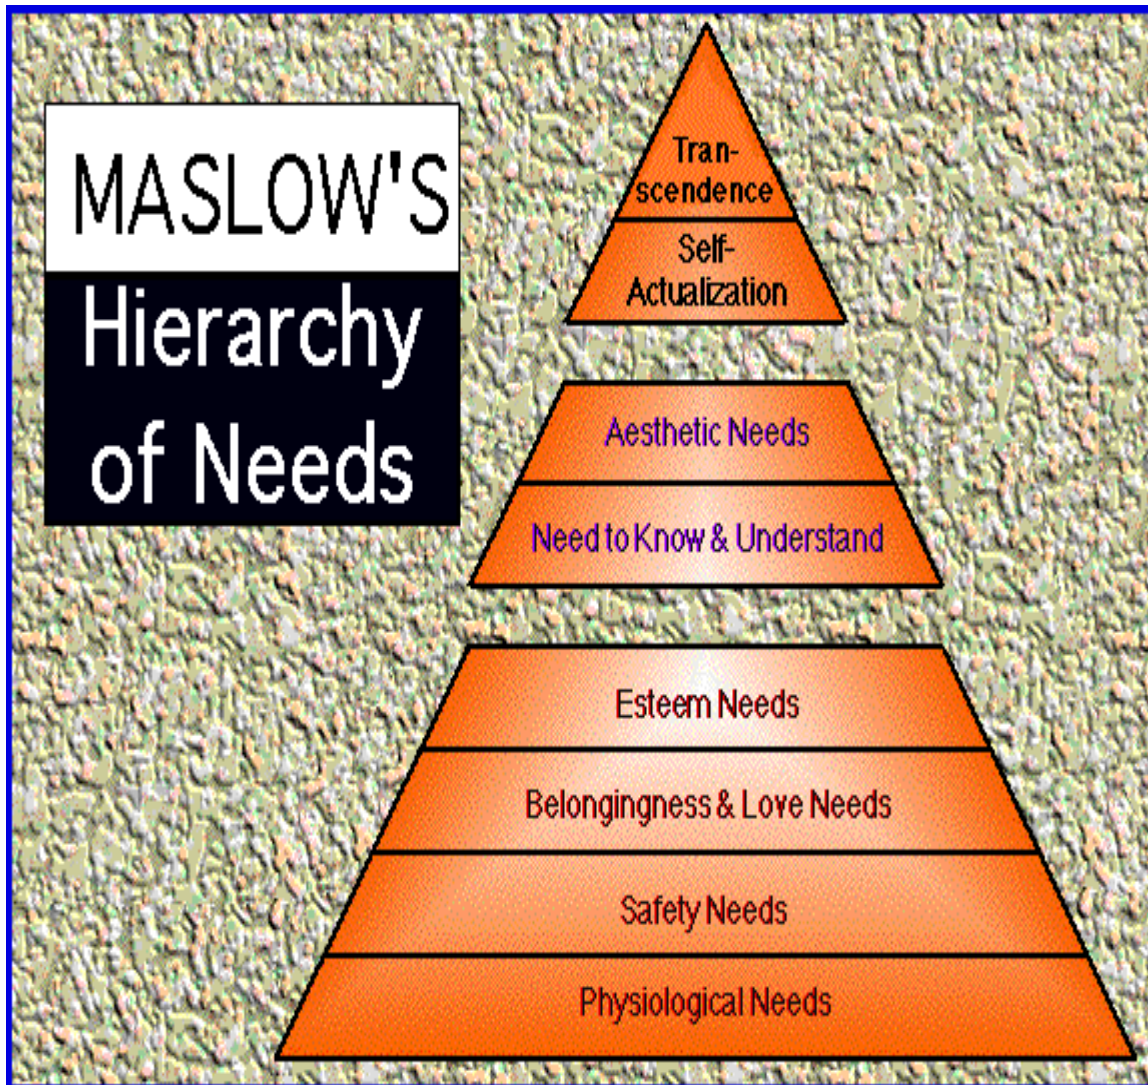 MASLOW'S
Hierarchy
of Needs
Tran-
scendence
Self-
Actualization
Aesthetic Needs
Need to Know & Understand
Esteem Needs
Belongingness & Love Needs
Safety Needs
Physiological Needs